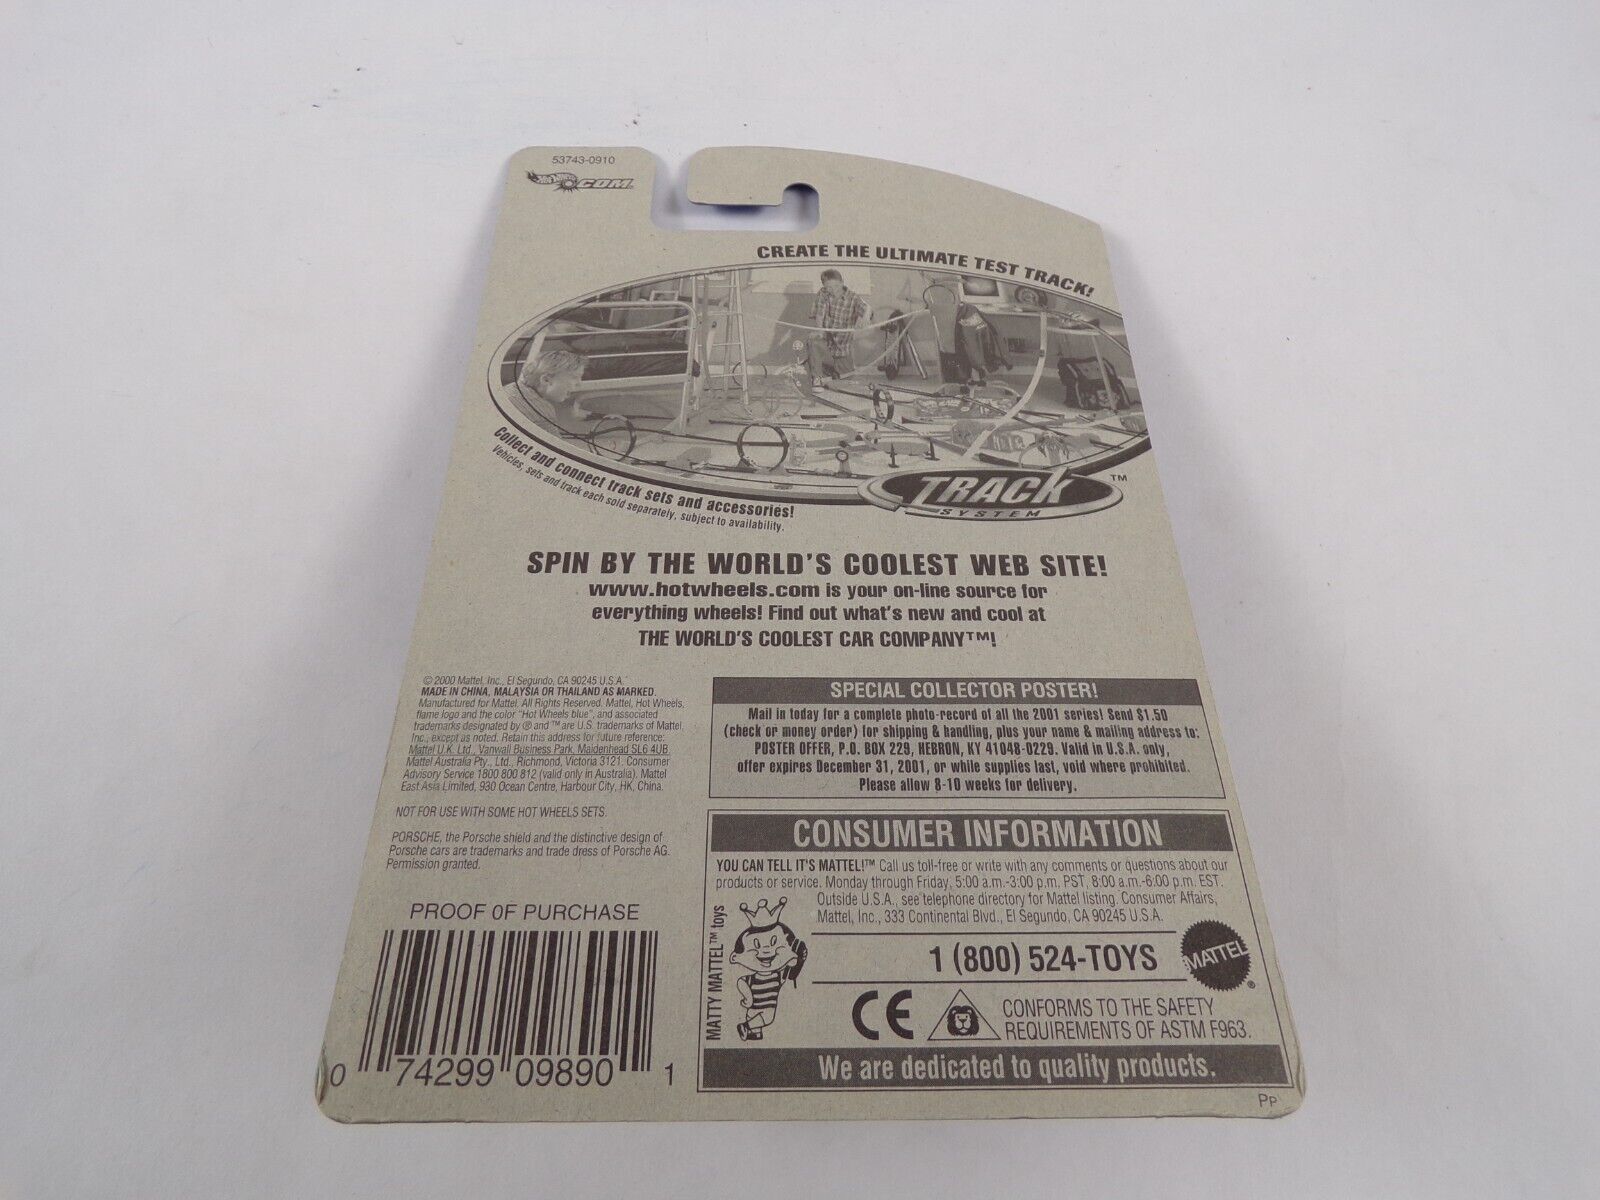 53743-0910
Hot Wheels .COM.
CREATE THE ULTIMATE TEST TRACK!
Collect and connect track sets and accessories!
Vehicles, sets and track each sold separately, subject to availability.
TRACK ™
SYSTEM
SPIN BY THE WORLD'S COOLEST WEB SITE!
www.hotwheels.com is your on-line source for
everything wheels! Find out what's new and cool at
THE WORLD'S COOLEST CAR COMPANY™!
© 2000 Mattel, Inc., El Segundo, CA 90245 U.S.A.
MADE IN CHINA, MALAYSIA OR THAILAND AS MARKED.
Manufactured for Mattel. All Rights Reserved. Mattel, Hot Wheels,
flame logo and the color "Hot Wheels blue", and associated
trademarks designated by ® and ™ are U.S. trademarks of Mattel,
Inc., except as noted. Retain this address for future reference:
Mattel U.K. Ltd., Vanwall Business Park, Maidenhead SL6 4UB.
Mattel Australia Pty., Ltd., Richmond, Victoria 3121. Consumer
Advisory Service 1800 800 812 (valid only in Australia). Mattel
East Asia Limited, 930 Ocean Centre, Harbour City, HK, China.
NOT FOR USE WITH SOME HOT WHEELS SETS.
PORSCHE, the Porsche shield and the distinctive design of
Porsche cars are trademarks and trade dress of Porsche AG.
Permission granted.
PROOF OF PURCHASE
0 74299 09890 1
SPECIAL COLLECTOR POSTER!
Mail in today for a complete photo-record of all the 2001 series! Send $1.50
(check or money order) for shipping & handling, plus your name & mailing address to:
POSTER OFFER, P.O. BOX 229, HEBRON, KY 41048-0229. Valid in U.S.A. only,
offer expires December 31, 2001, or while supplies last, void where prohibited.
Please allow 8-10 weeks for delivery.
CONSUMER INFORMATION
YOU CAN TELL IT'S MATTEL!™ Call us toll-free or write with any comments or questions about our
products or service. Monday through Friday, 5:00 a.m.-3:00 p.m. PST, 8:00 a.m.-6:00 p.m. EST.
Outside U.S.A., see telephone directory for Mattel listing. Consumer Affairs,
Mattel, Inc., 333 Continental Blvd., El Segundo, CA 90245 U.S.A.
MATTY MATTEL™ toys
1 (800) 524-TOYS
MATTEL ®
CE
CONFORMS TO THE SAFETY
REQUIREMENTS OF ASTM F963.
We are dedicated to quality products.
PP